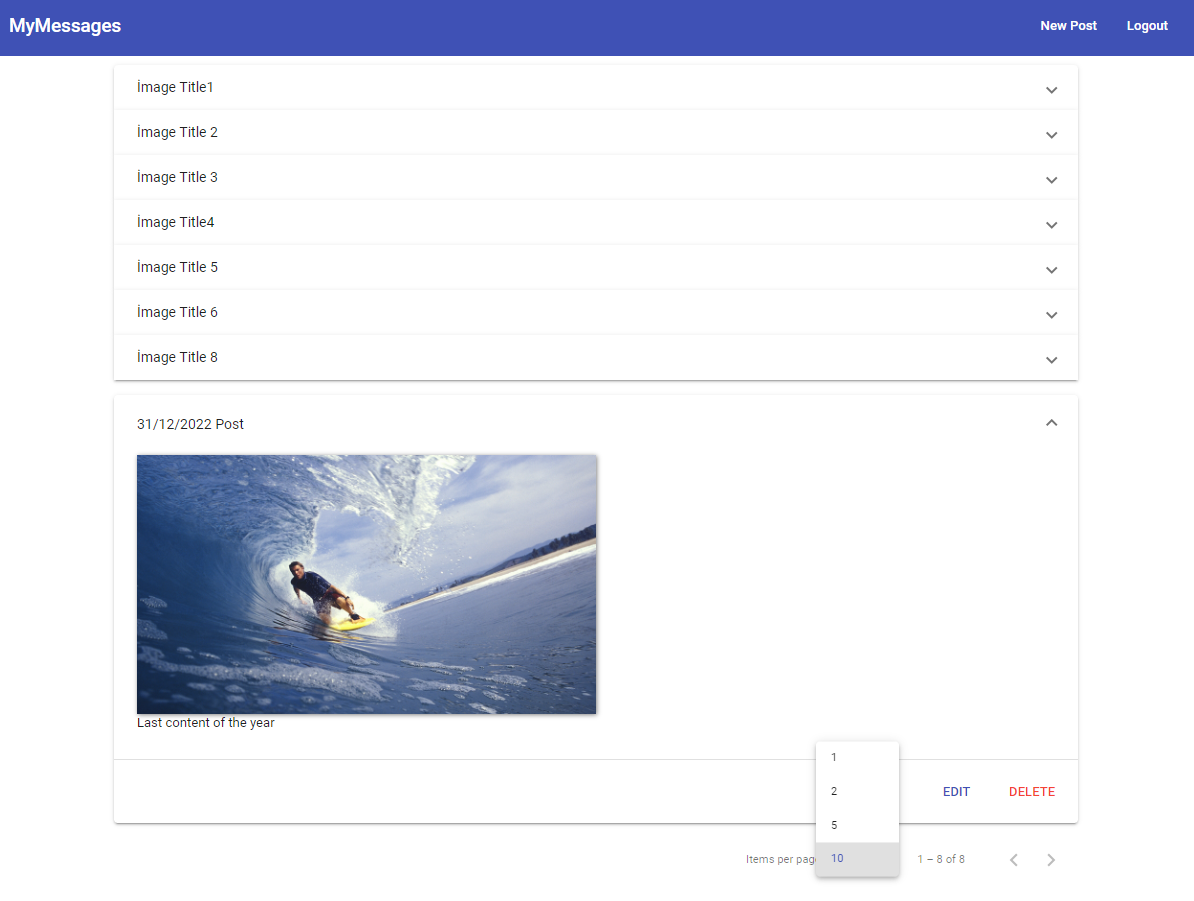 MyMessages
New Post
Logout
İmage Title1
İmage Title 2
İmage Title 3
İmage Title4
İmage Title 5
İmage Title 6
İmage Title 8
31/12/2022 Post
Last content of the year
EDIT
DELETE
1
2
5
10
Items per pag
1 – 8 of 8